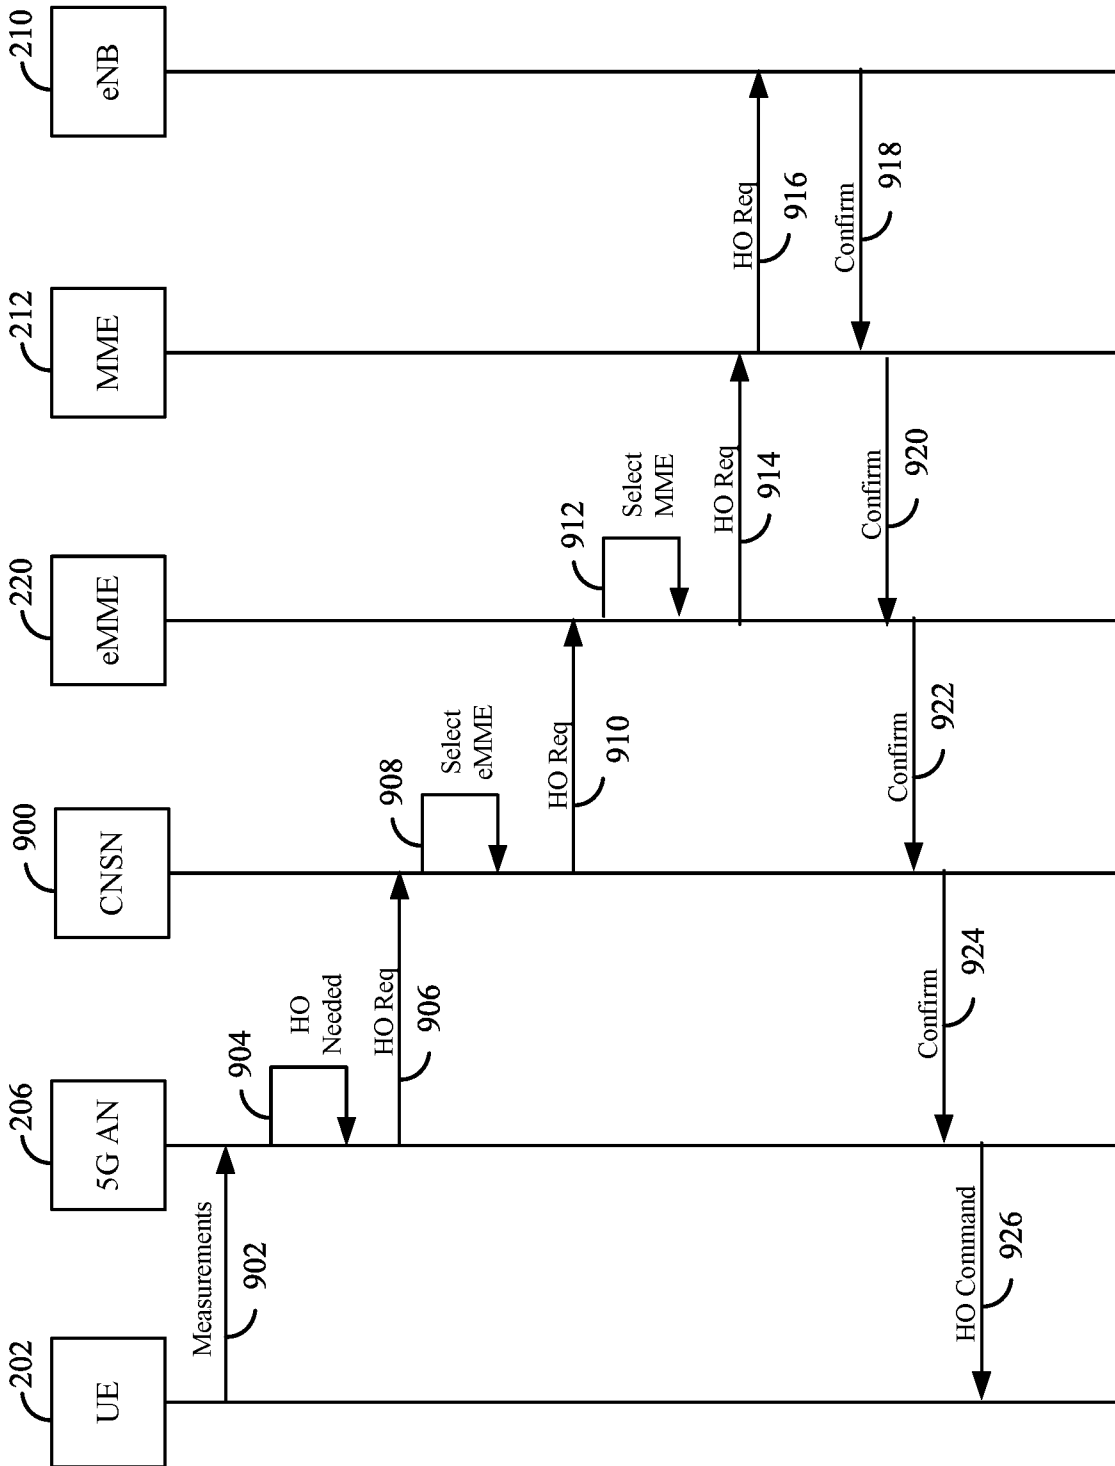 202
UE
206
5G AN
900
CNSN
220
eMME
212
MME
210
eNB
Measurements
902
904
HO
Needed
HO Req
906
908
Select
eMME
HO Req
910
912
Select
MME
HO Req
914
HO Req
916
Confirm
918
Confirm
920
Confirm
922
Confirm
924
HO Command
926